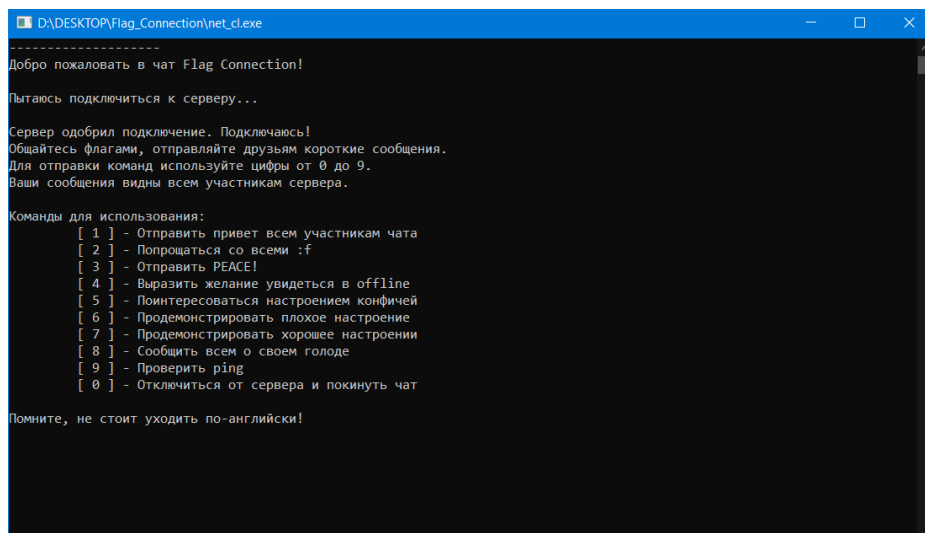 D:\DESKTOP\Flag_Connection\net_cl.exe
--------------------
Добро пожаловать в чат Flag Connection!
Пытаюсь подключиться к серверу...
Сервер одобрил подключение. Подключаюсь!
Общайтесь флагами, отправляйте друзьям короткие сообщения.
Для отправки команд используйте цифры от 0 до 9.
Ваши сообщения видны всем участникам сервера.
Команды для использования:
[ 1 ] - Отправить привет всем участникам чата
[ 2 ] - Попрощаться со всеми :f
[ 3 ] - Отправить PEACE!
[ 4 ] - Выразить желание увидеться в offline
[ 5 ] - Поинтересоваться настроением конфичей
[ 6 ] - Продемонстрировать плохое настроение
[ 7 ] - Продемонстрировать хорошее настроении
[ 8 ] - Сообщить всем о своем голоде
[ 9 ] - Проверить ping
[ 0 ] - Отключиться от сервера и покинуть чат
Помните, не стоит уходить по-английски!